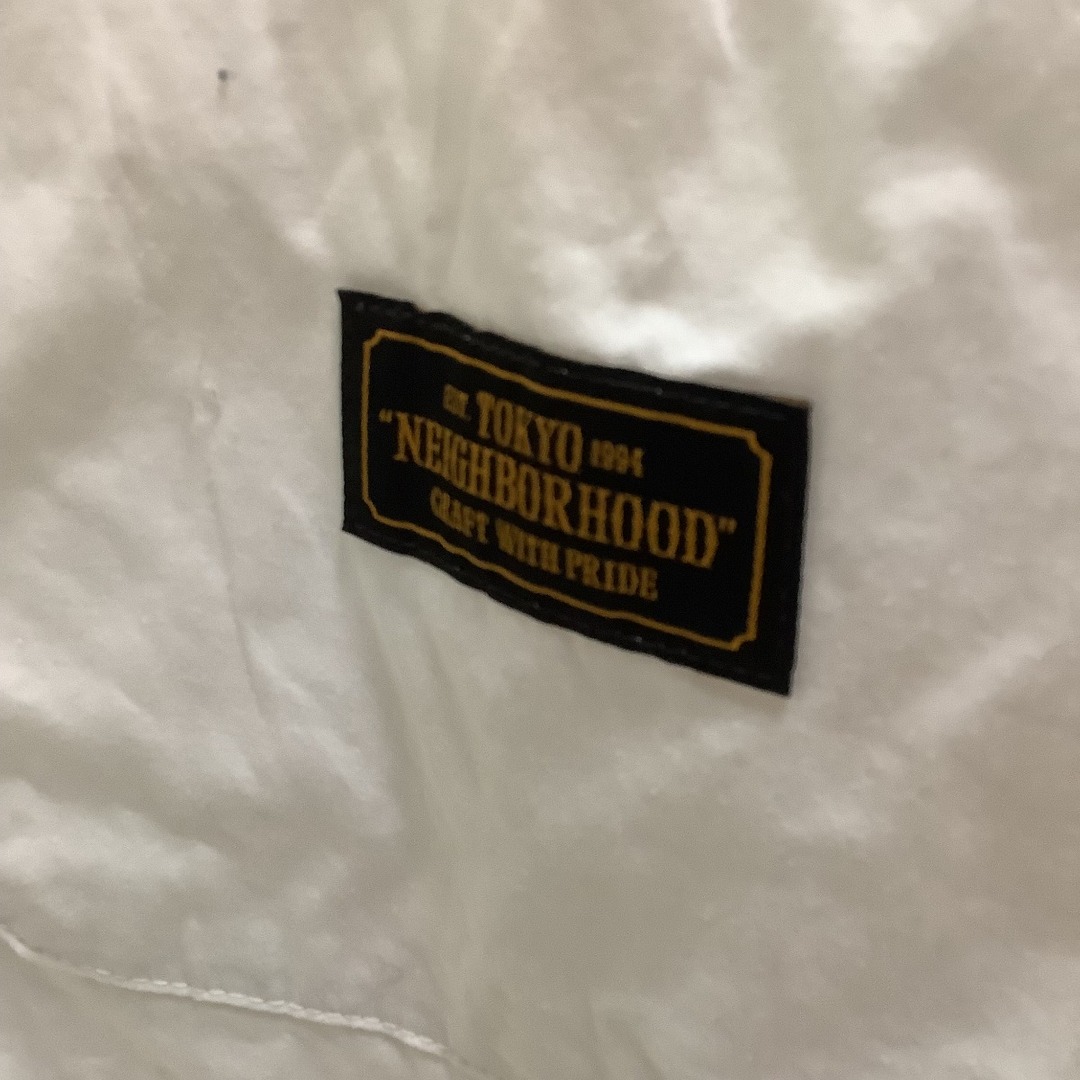 EST. TOKYO 1994
"NEIGHBORHOOD"
CRAFT WITH PRIDE